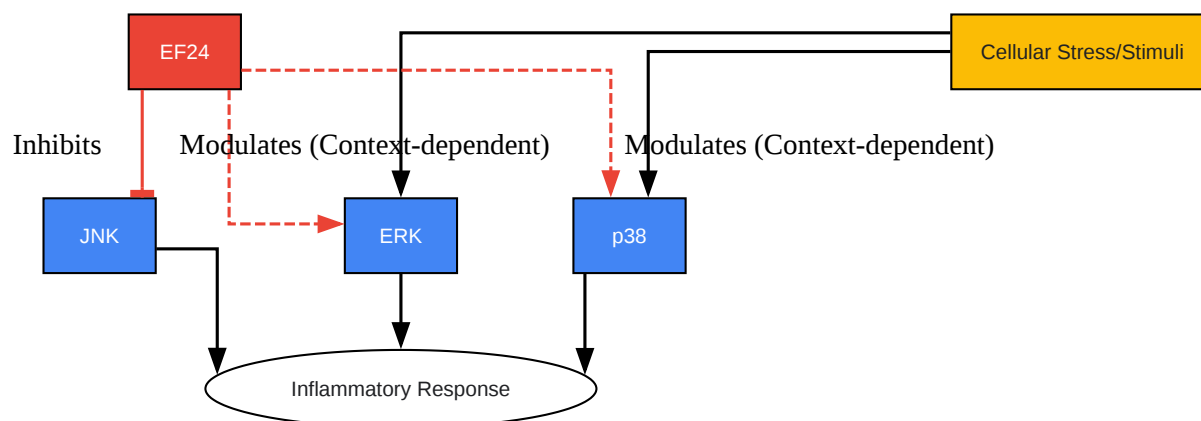 EF24
Cellular Stress/Stimuli
Inhibits
Modulates (Context-dependent)
Modulates (Context-dependent)
JNK
ERK
p38
Inflammatory Response